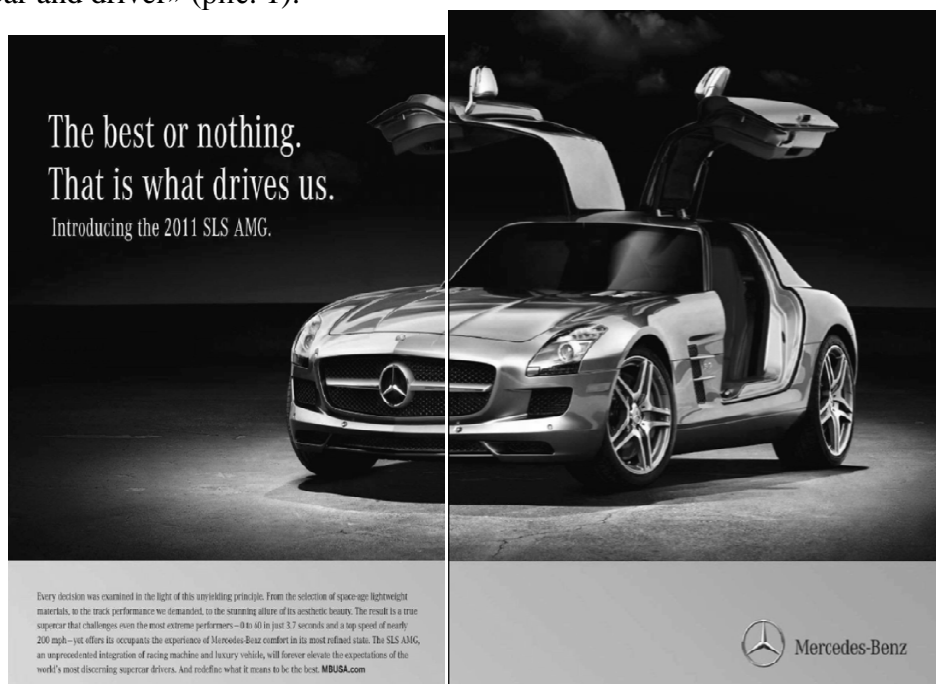 ar and driver» (рис. 1).
The best or nothing.
That is what drives us.
Introducing the 2011 SLS AMG.
Every decision was examined in the light of this unyielding principle. From the selection of space-age lightweight
materials, to the track performance we demanded, to the stunning allure of its aesthetic beauty. The result is a true
supercar that challenges even the most extreme performers – 0 to 60 in just 3.7 seconds and a top speed of nearly
200 mph – yet offers its occupants the experience of Mercedes-Benz comfort in its most refined state. The SLS AMG,
an unprecedented integration of racing machine and luxury vehicle, will forever elevate the expectations of the
world's most discerning supercar drivers. And redefine what it means to be the best. MBUSA.com
Mercedes-Benz